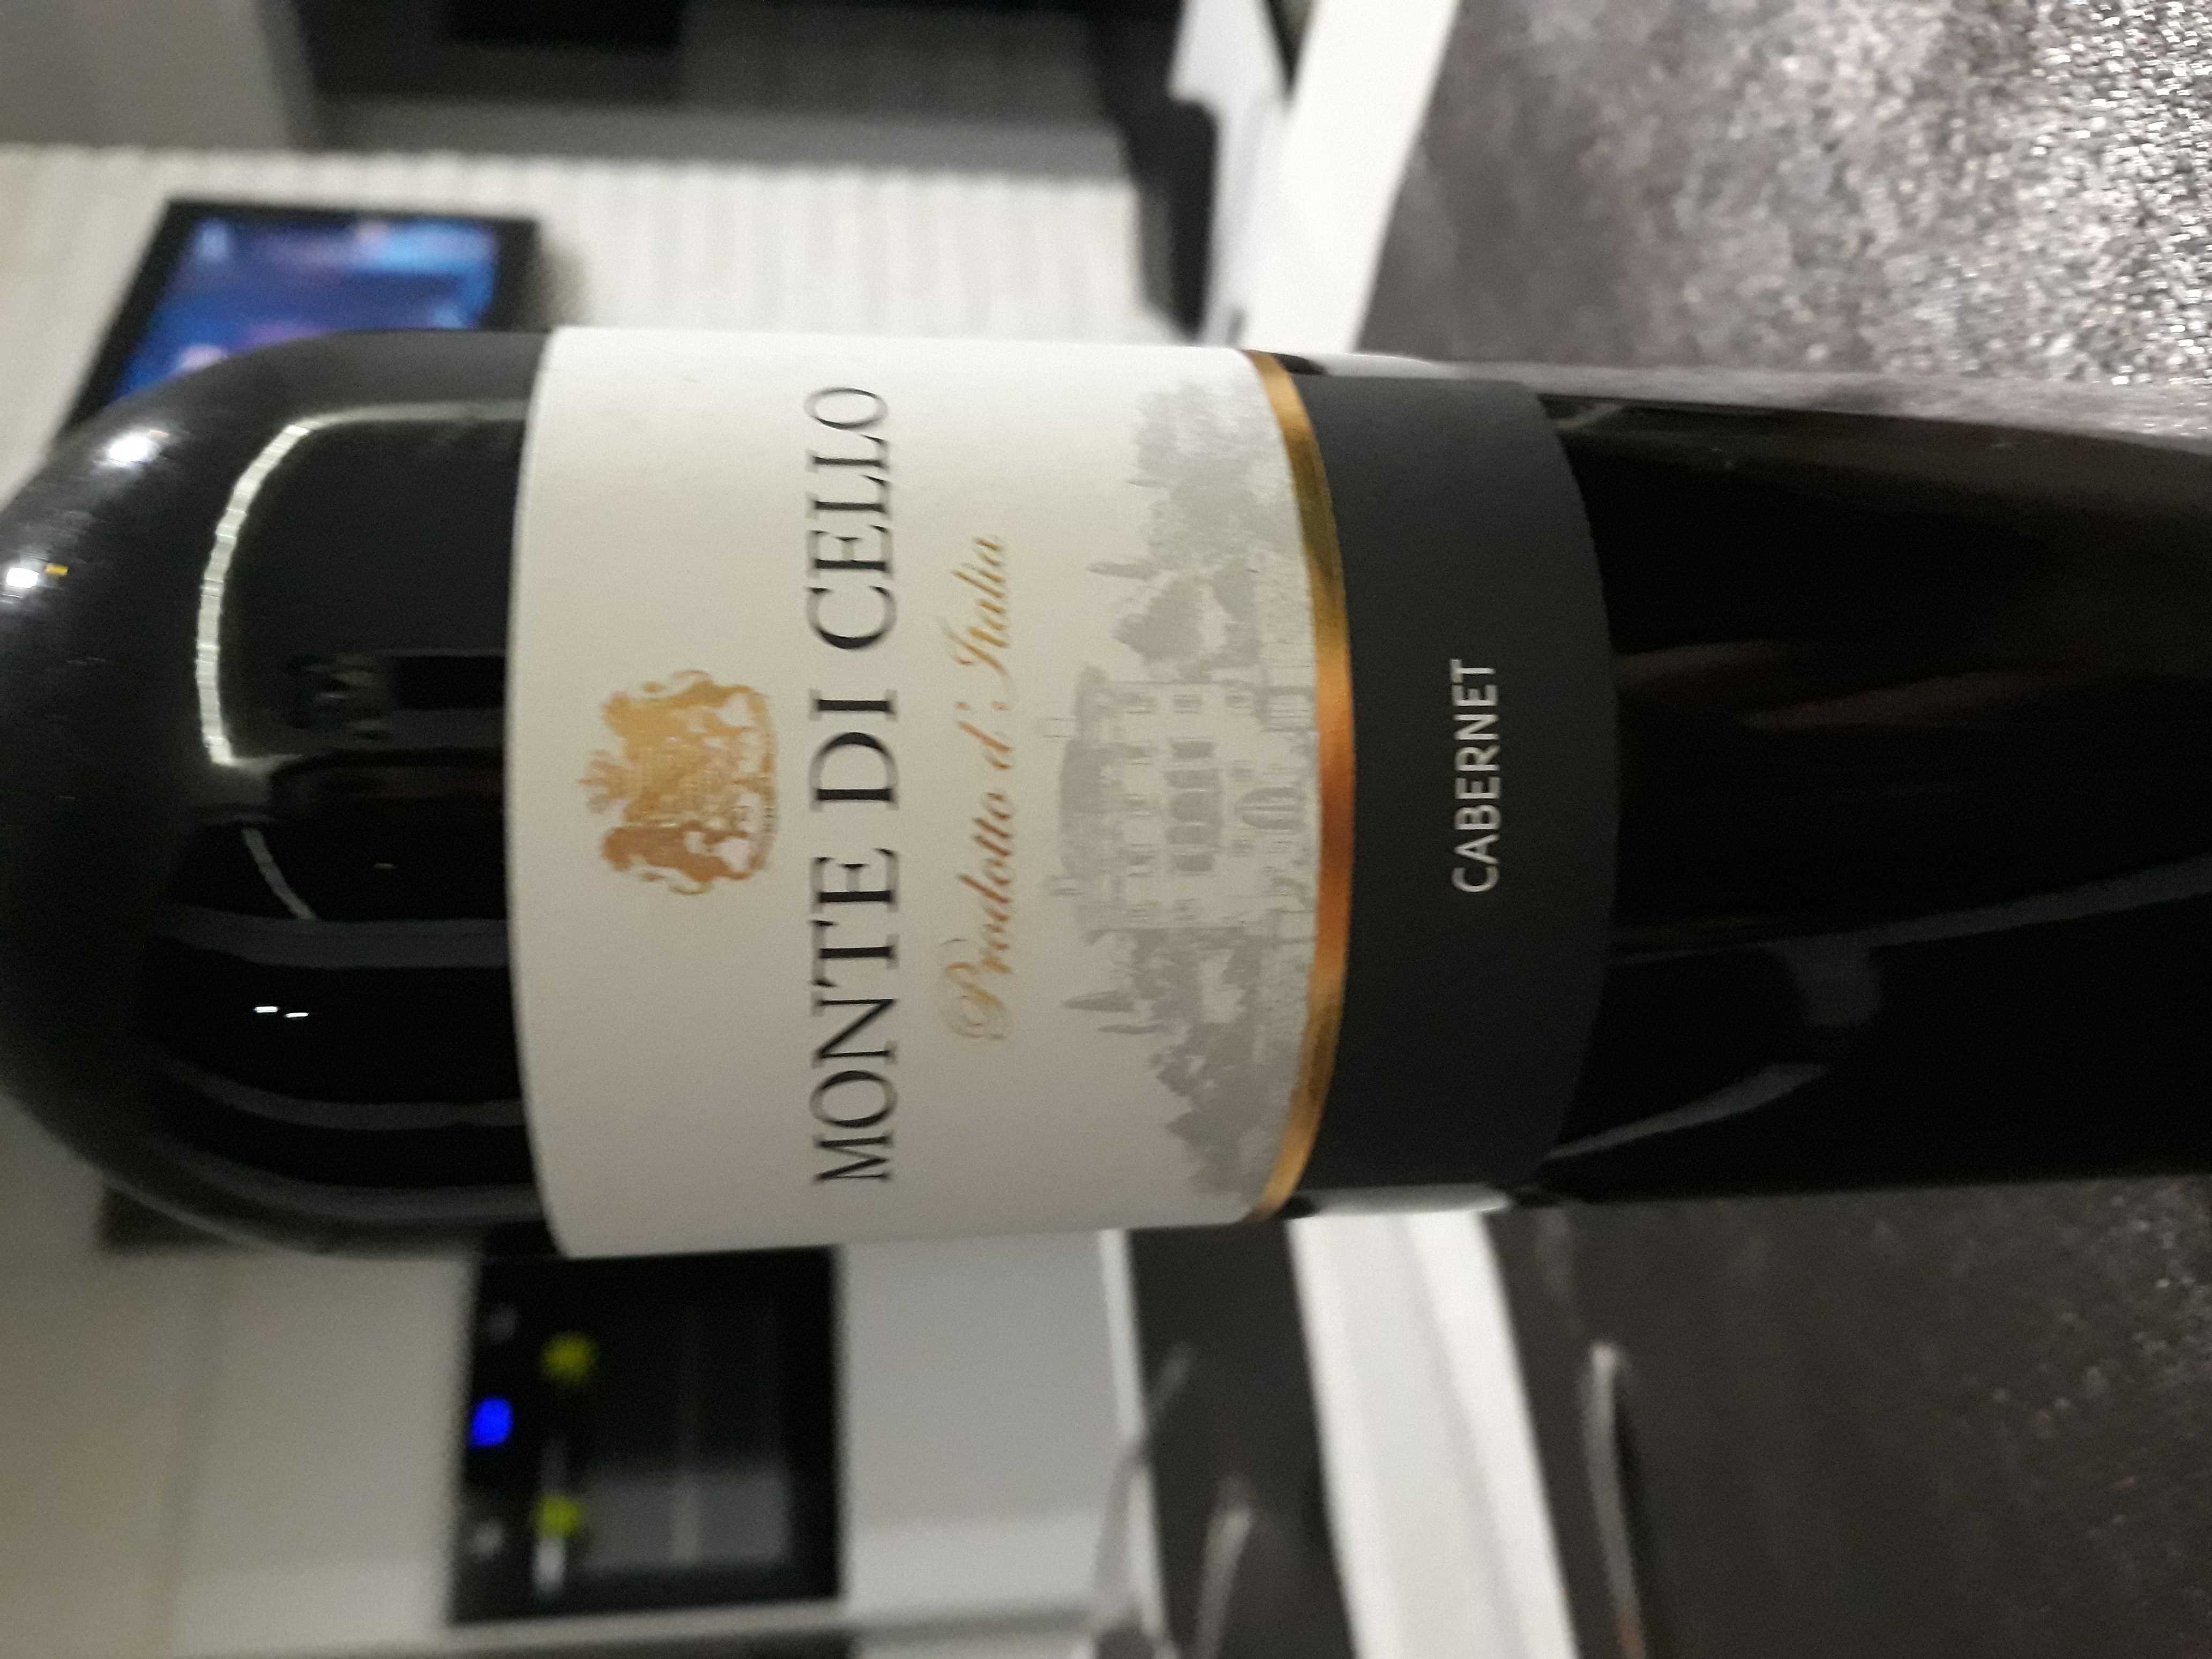 MONTE DI CELLO
Prodotto d'Italia
CABERNET